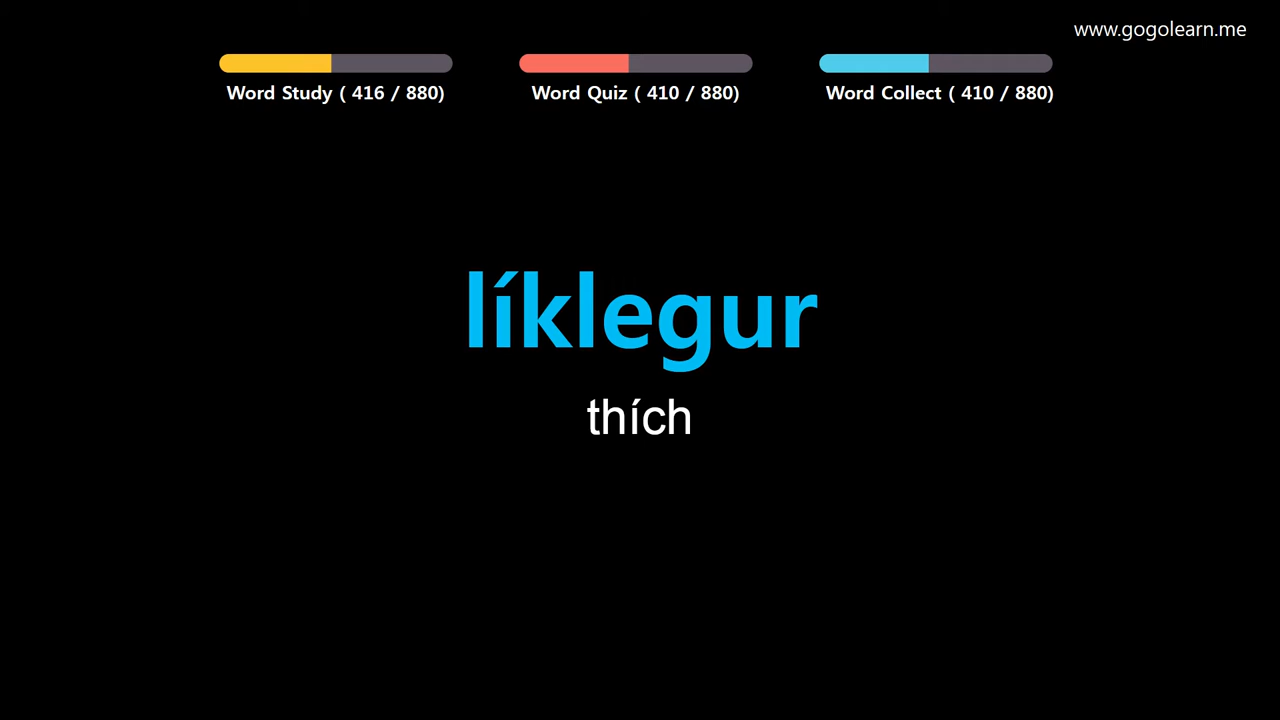 www.gogolearn.me
Word Study ( 416 / 880)
Word Quiz ( 410 / 880)
Word Collect ( 410 / 880)
líklegur
thích